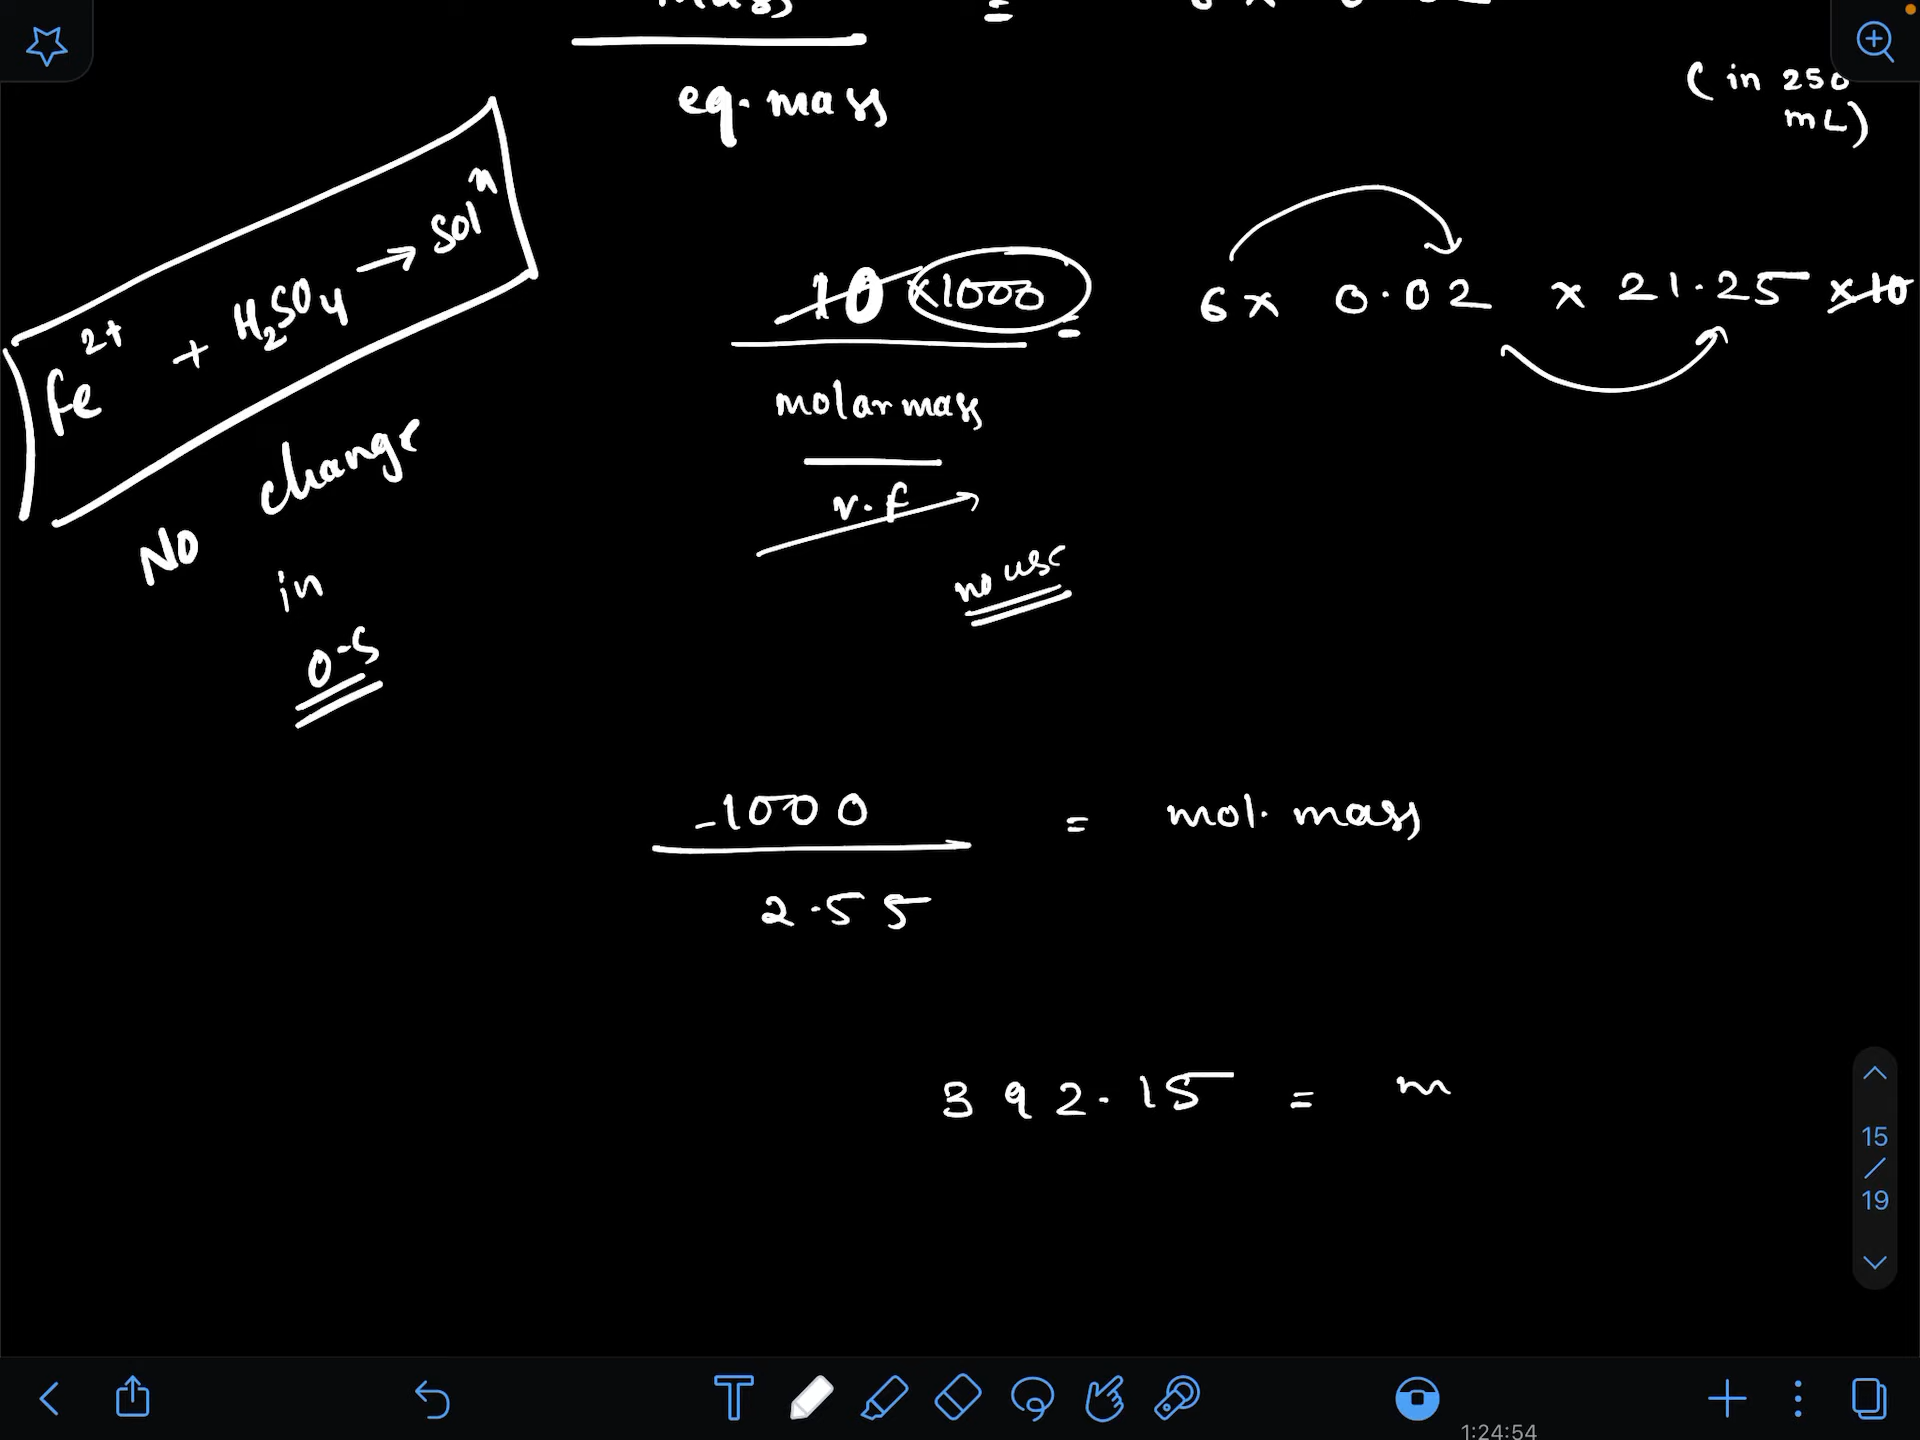 mass =
eq. mass
( in 250
mL)
Fe²⁺ + H₂SO₄ → Solⁿ
No change
in
O.S
10 ×1000 = 6 × 0.02 × 21.25 ×10
molar mass
v.f
no use
1000 = mol. mass
2.55
392.15 = m
15
/
19
1:24:54